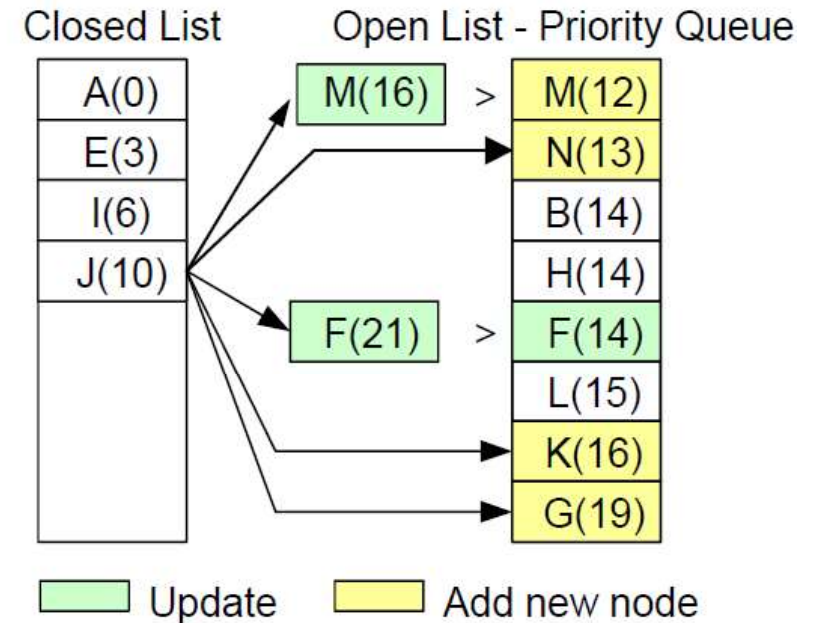 Closed List Open List - Priority Queue
A(0) M(16) > M(12)
E(3) N(13)
I(6) B(14)
J(10) H(14)
F(21) > F(14)
L(15)
K(16)
G(19)
Update Add new node